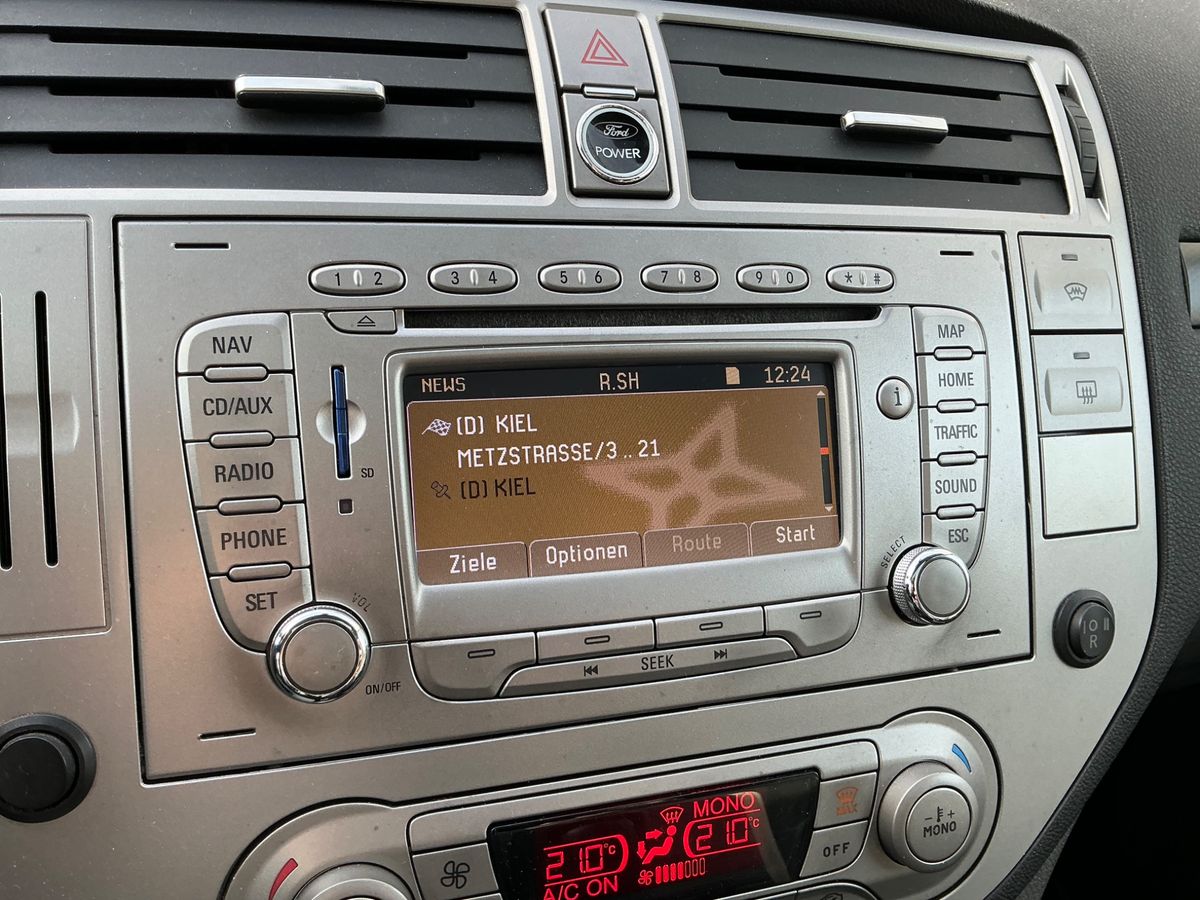 Ford
POWER
1 2
3 4
5 6
7 8
9 0
* #
NAV
CD/AUX
RADIO
PHONE
SET
VOL
ON/OFF
SD
NEWS R.SH 12:24
(D) KIEL
METZSTRASSE/3 .. 21
(D) KIEL
Ziele Optionen Route Start
SEEK
i
MAP
HOME
TRAFFIC
SOUND
ESC
SELECT
I O II
R
MONO
21.0°C 21.0°C
A/C ON
MAX
OFF
- +
MONO